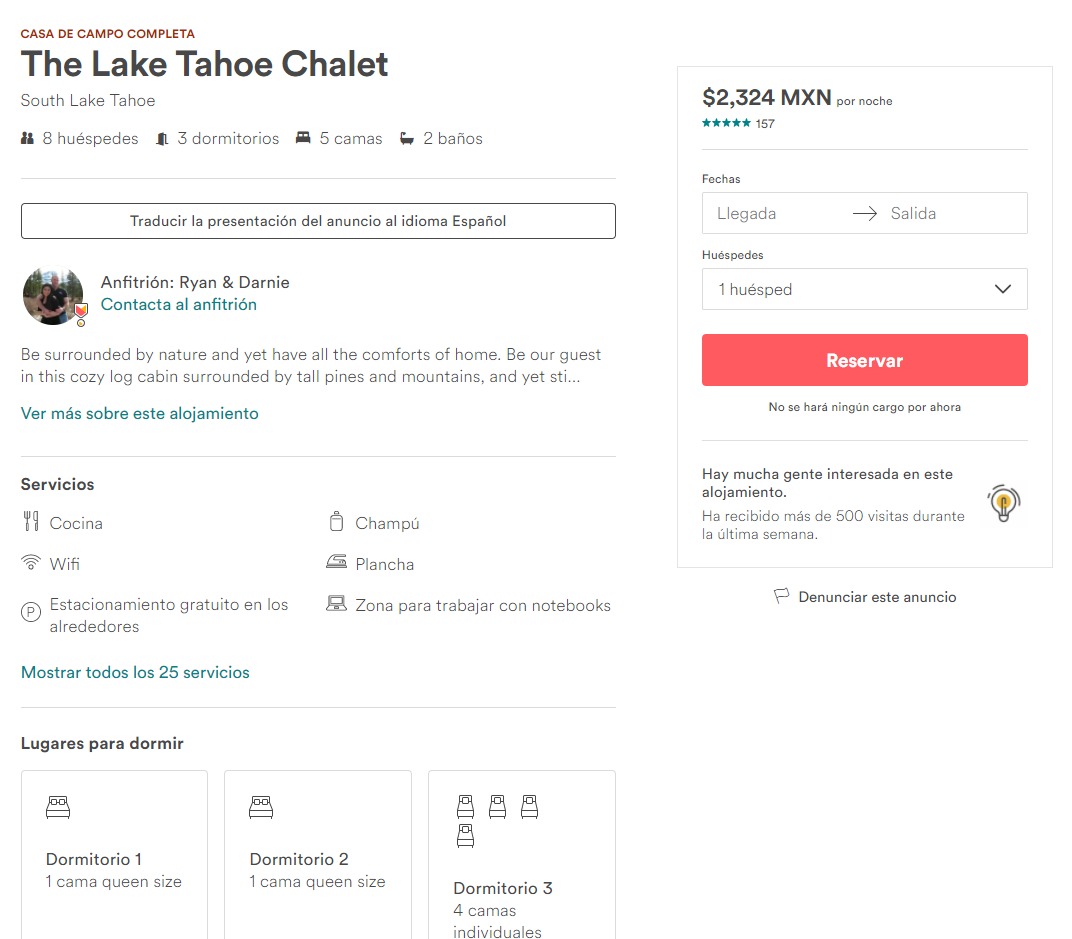 CASA DE CAMPO COMPLETA
The Lake Tahoe Chalet
South Lake Tahoe
8 huéspedes 3 dormitorios 5 camas 2 baños
Traducir la presentación del anuncio al idioma Español
Anfitrión: Ryan & Darnie
Contacta al anfitrión
Be surrounded by nature and yet have all the comforts of home. Be our guest
in this cozy log cabin surrounded by tall pines and mountains, and yet sti...
Ver más sobre este alojamiento
Servicios
Cocina
Champú
Wifi
Plancha
P
Estacionamiento gratuito en los
alrededores
Zona para trabajar con notebooks
Mostrar todos los 25 servicios
Lugares para dormir
Dormitorio 1
1 cama queen size
Dormitorio 2
1 cama queen size
Dormitorio 3
4 camas
individuales
$2,324 MXN por noche
157
Fechas
Llegada Salida
Huéspedes
1 huésped
Reservar
No se hará ningún cargo por ahora
Hay mucha gente interesada en este
alojamiento.
Ha recibido más de 500 visitas durante
la última semana.
Denunciar este anuncio